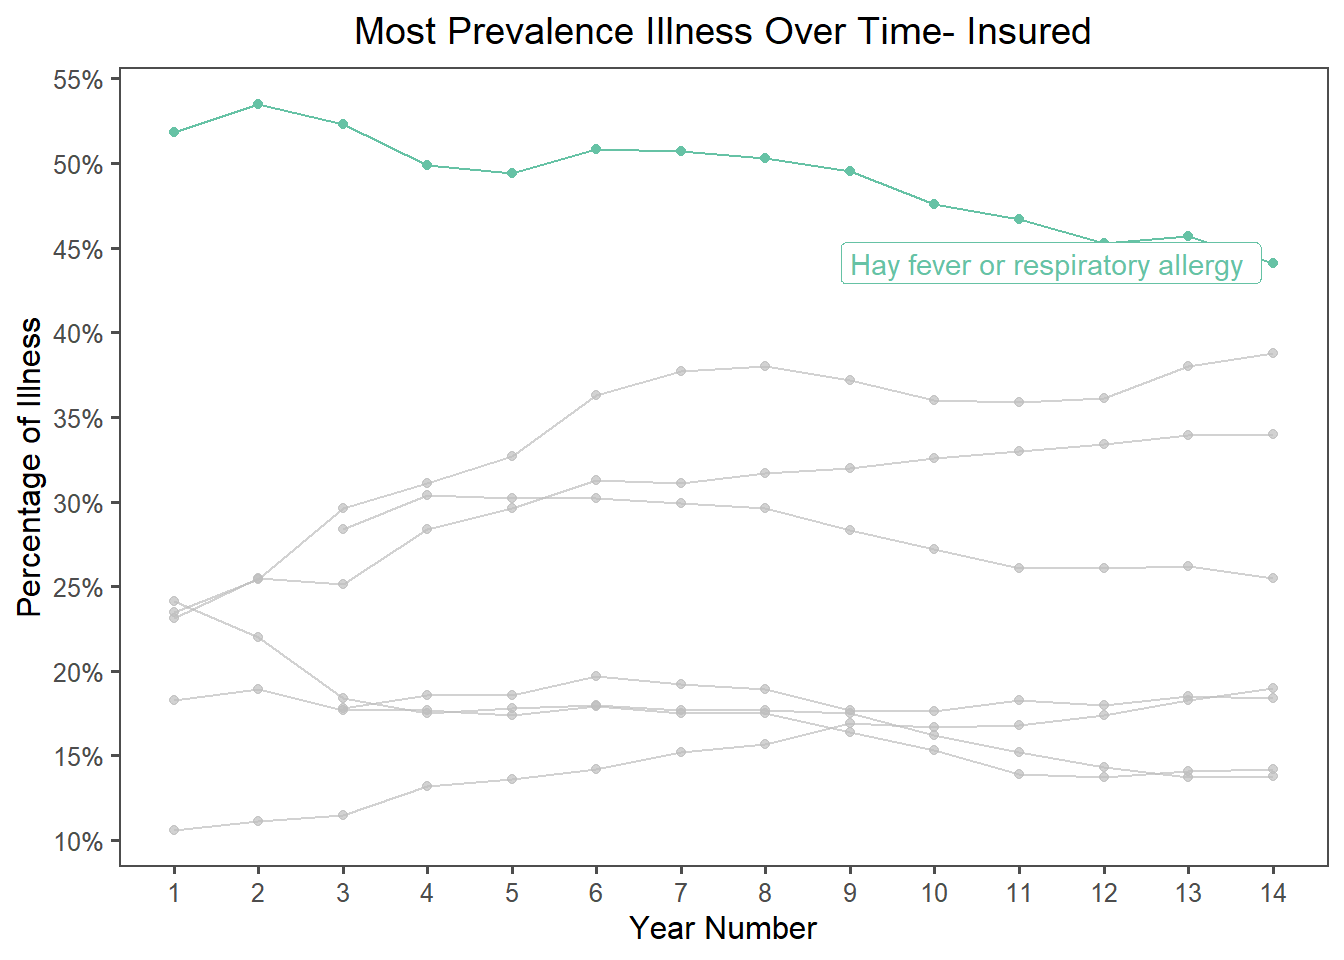 Most Prevalence Illness Over Time- Insured
55%
50%
45%
40%
35%
30%
25%
20%
15%
10%
Percentage of Illness
Hay fever or respiratory allergy
1 2 3 4 5 6 7 8 9 10 11 12 13 14
Year Number